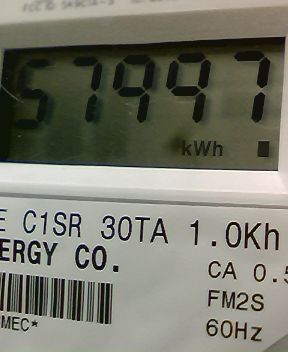 57997
kWh
E C1SR 30TA 1.0Kh
ERGY CO.
CA 0.5
FM2S
60Hz
MEC*